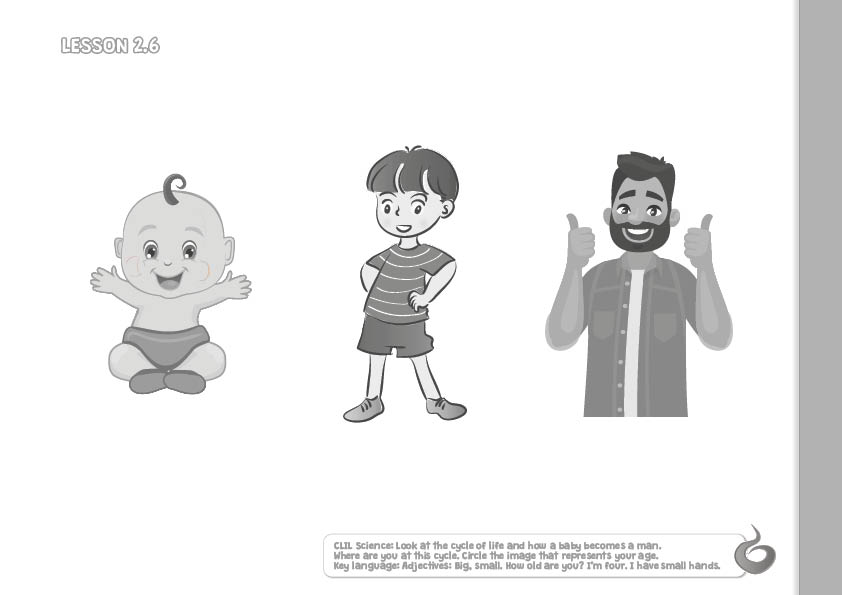 LESSON 2.6
CLIL Science: Look at the cycle of life and how a baby becomes a man.
Where are you at this cycle. Circle the image that represents your age.
Key language: Adjectives: Big, small. How old are you? I'm four. I have small hands.